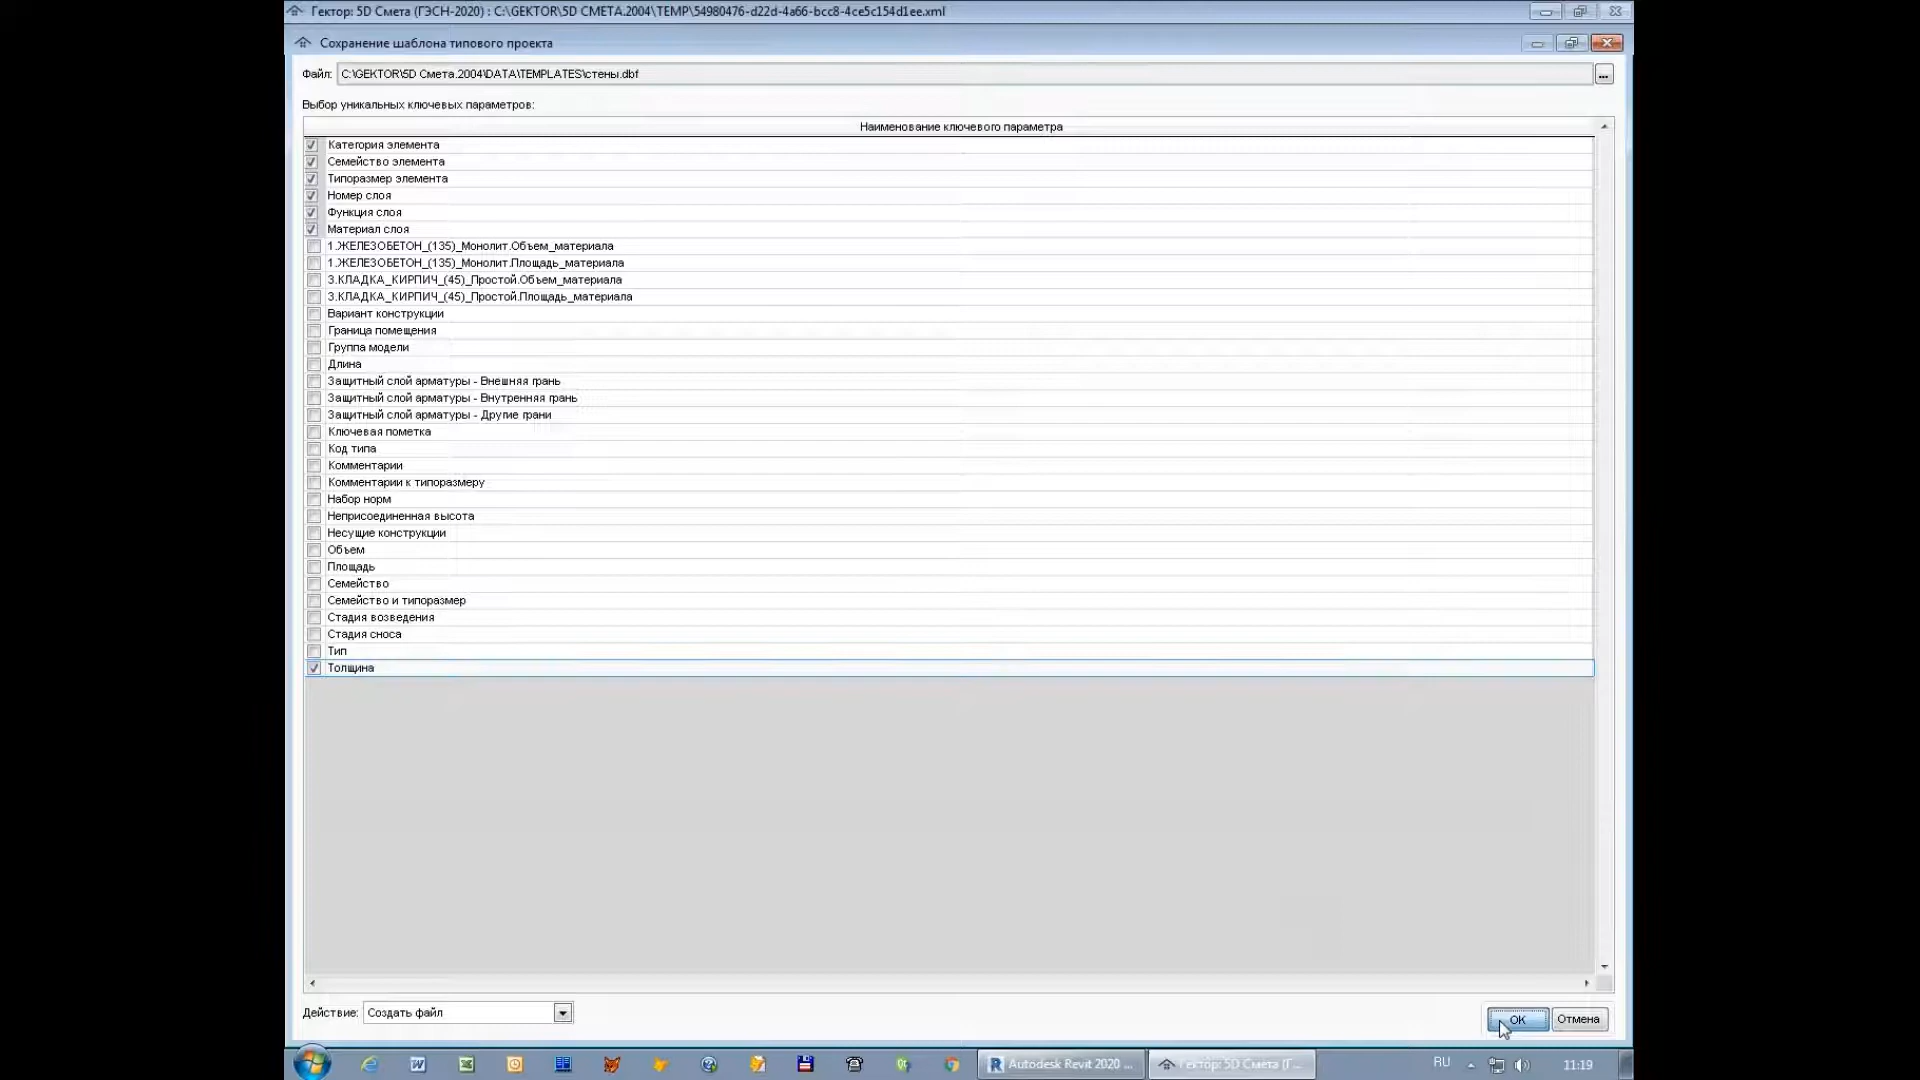 Гектор: 5D Смета (ГЭСН-2020) : C:\GEKTOR\5D СМЕТА.2004\TEMP\54980476-d22d-4a66-bcc8-4ce5c154d1ee.xml
Сохранение шаблона типового проекта
Файл: C:\GEKTOR\5D Смета.2004\DATA\TEMPLATES\стены.dbf ...
Выбор уникальных ключевых параметров:
Наименование ключевого параметра
Категория элемента
Семейство элемента
Типоразмер элемента
Номер слоя
Функция слоя
Материал слоя
1.ЖЕЛЕЗОБЕТОН_(135)_Монолит.Объем_материала
1.ЖЕЛЕЗОБЕТОН_(135)_Монолит.Площадь_материала
3.КЛАДКА_КИРПИЧ_(45)_Простой.Объем_материала
3.КЛАДКА_КИРПИЧ_(45)_Простой.Площадь_материала
Вариант конструкции
Граница помещения
Группа модели
Длина
Защитный слой арматуры - Внешняя грань
Защитный слой арматуры - Внутренняя грань
Защитный слой арматуры - Другие грани
Ключевая пометка
Код типа
Комментарии
Комментарии к типоразмеру
Набор норм
Неприсоединенная высота
Несущие конструкции
Объем
Площадь
Семейство
Семейство и типоразмер
Стадия возведения
Стадия сноса
Тип
Толщина
Действие: Создать файл
OK Отмена
Autodesk Revit 2020 ... Гектор: 5D Смета (Г... RU 11:19